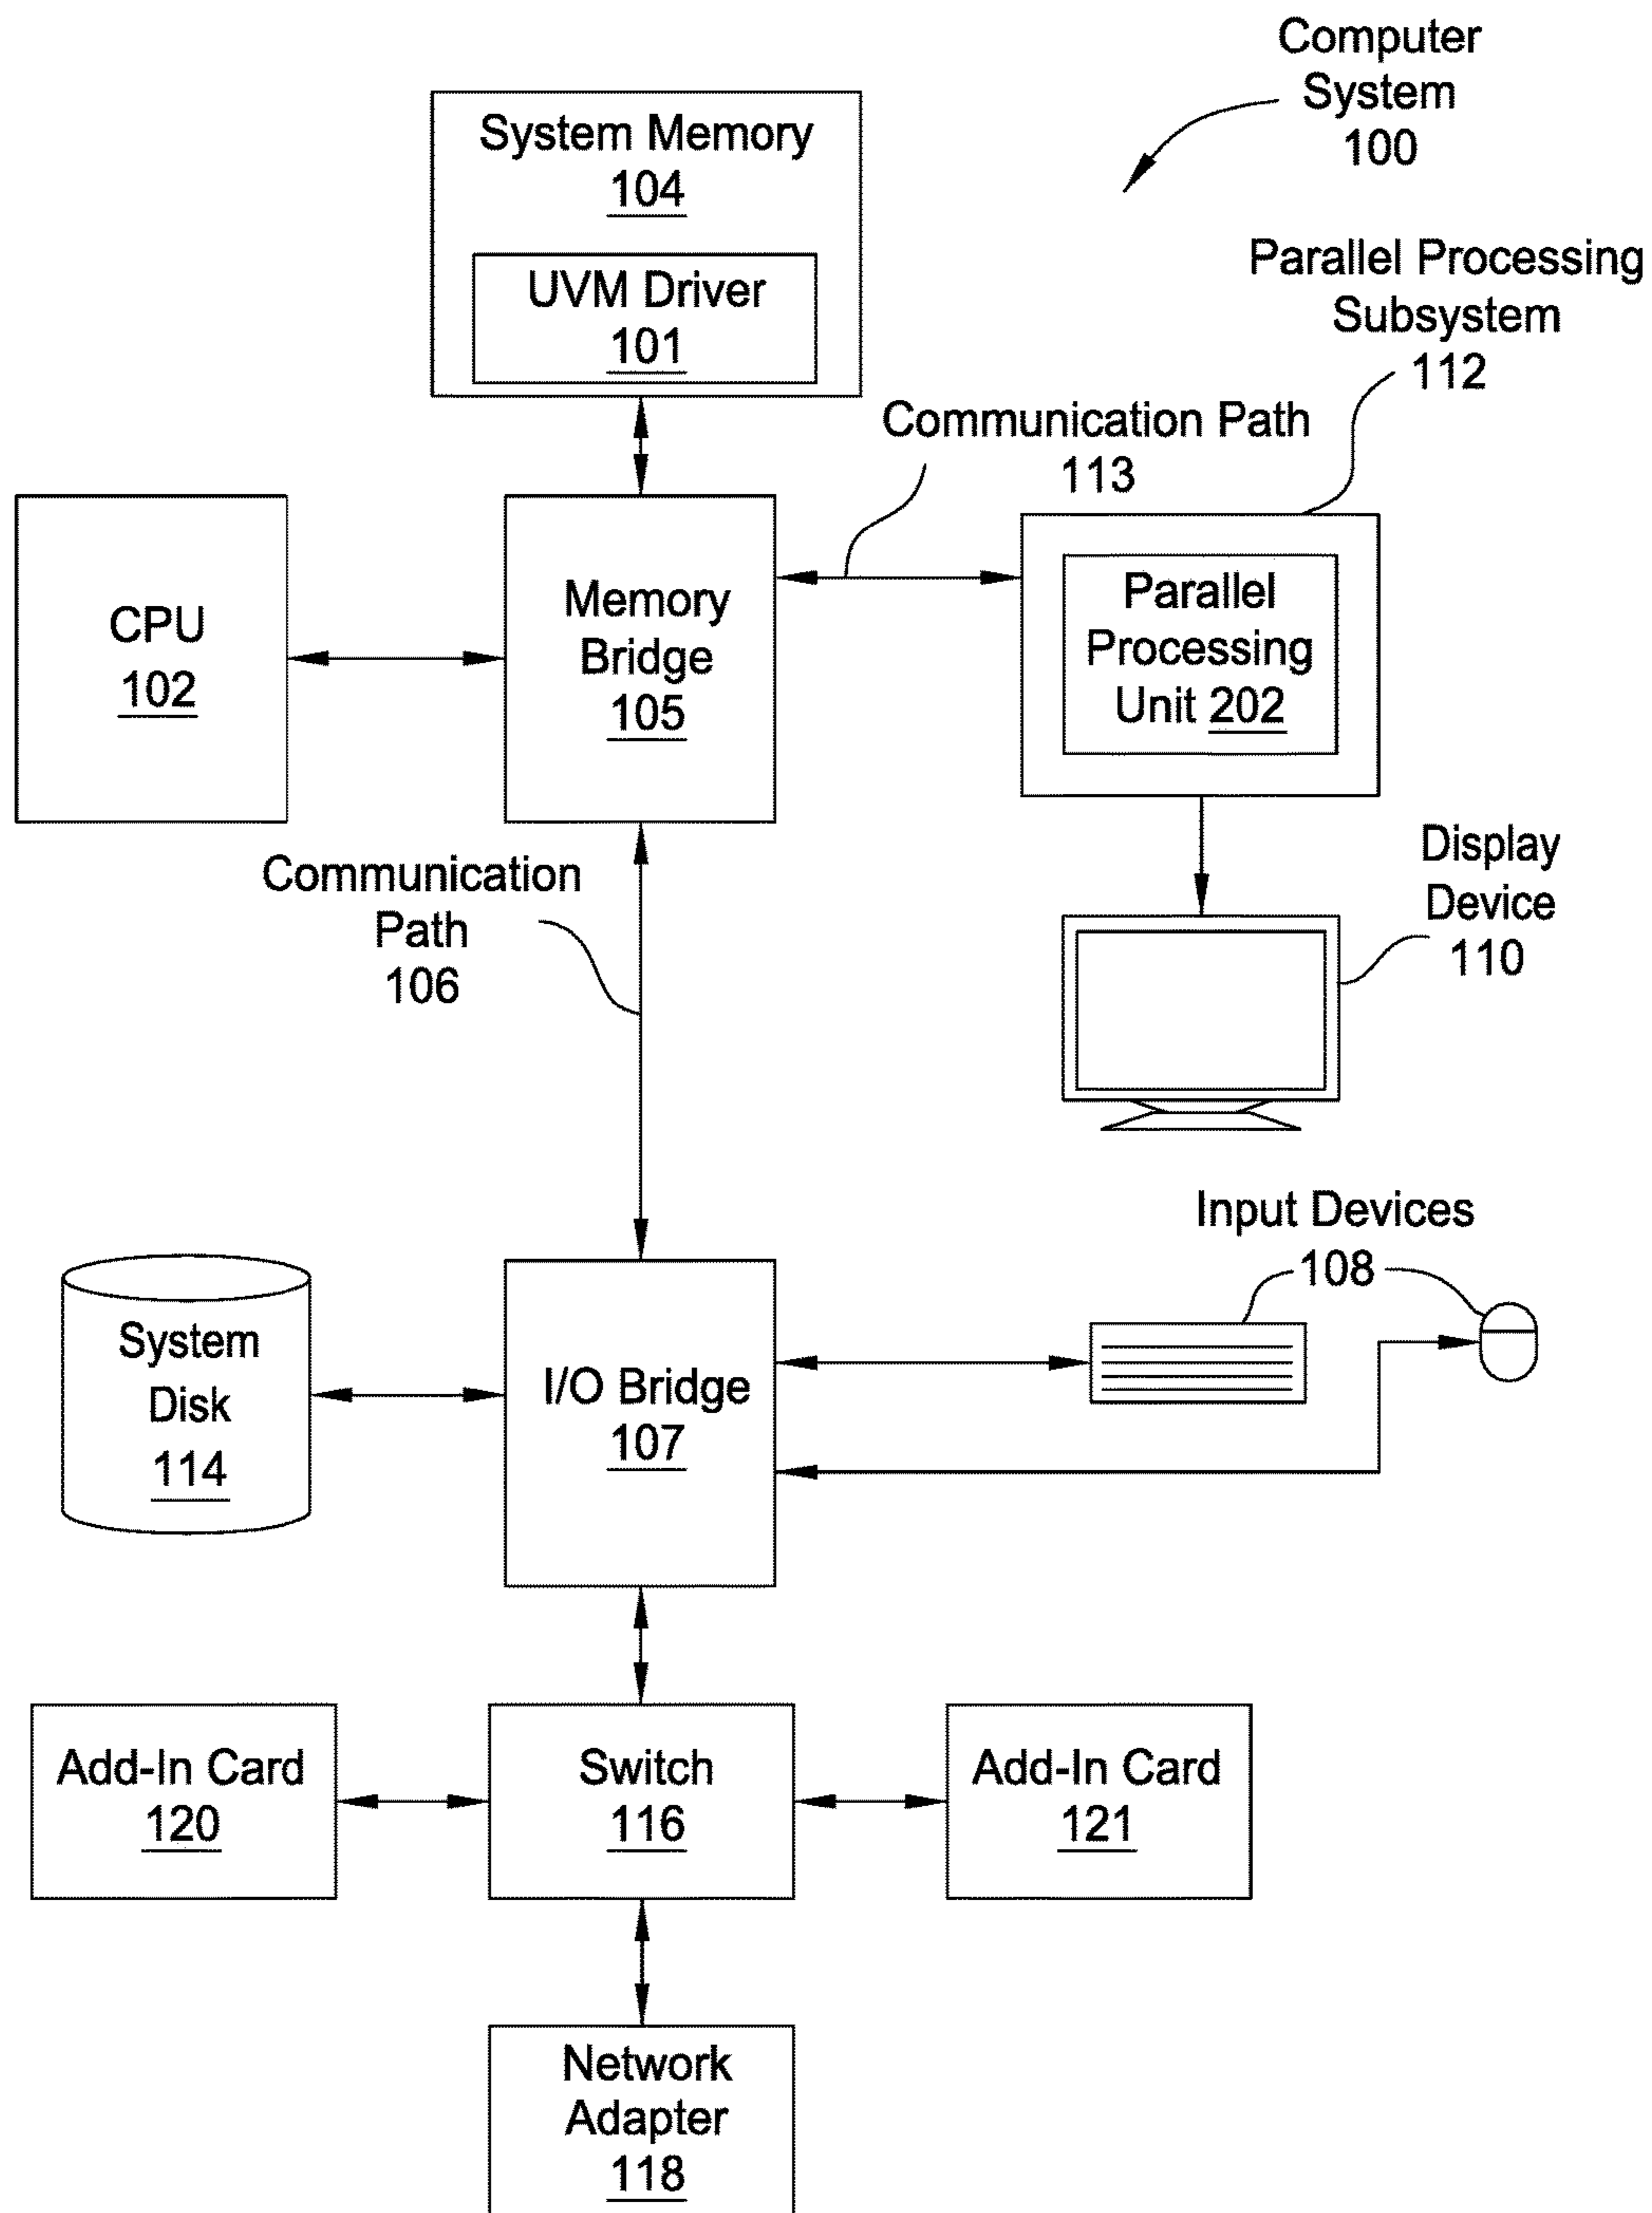 Computer
System
100
System Memory
104
UVM Driver
101
Parallel Processing
Subsystem
112
Communication Path
113
CPU
102
Memory
Bridge
105
Parallel
Processing
Unit 202
Communication
Path
106
Display
Device
110
Input Devices
108
System
Disk
114
I/O Bridge
107
Add-In Card
120
Switch
116
Add-In Card
121
Network
Adapter
118